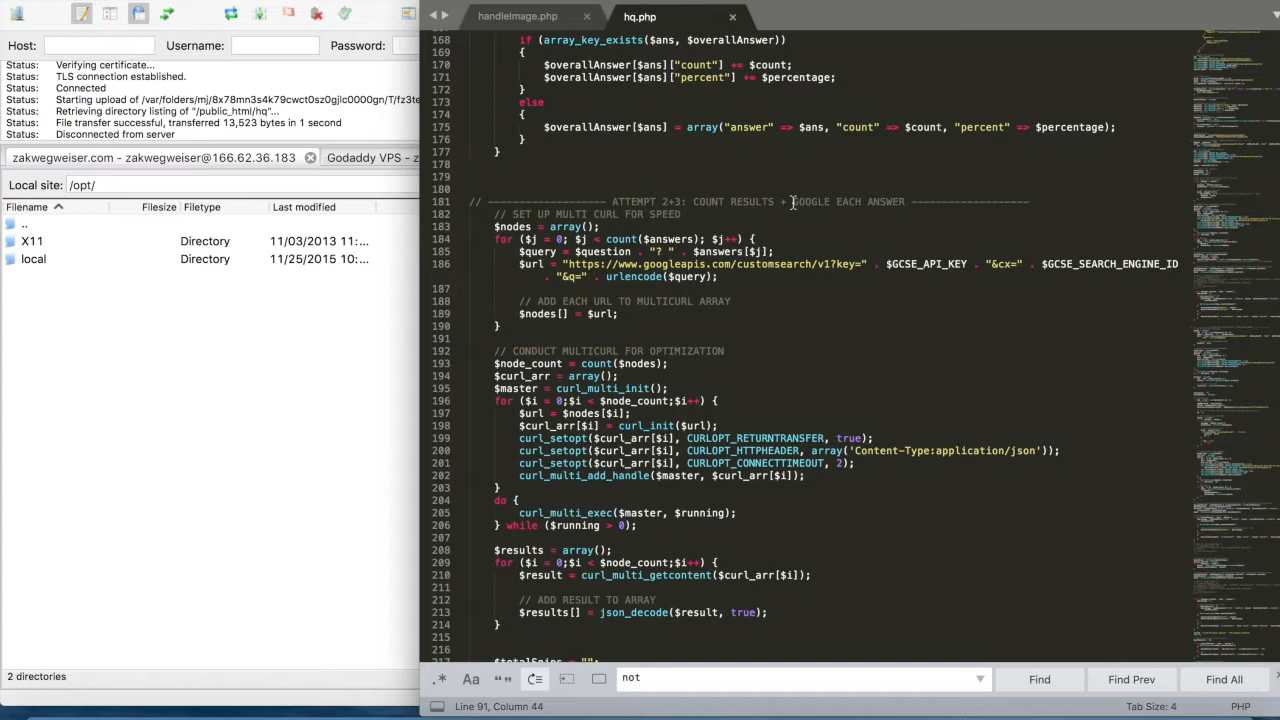 Host: Username: Password:
Status: Verifying certificate...
Status: TLS connection established.
Status: Connected
Status: Starting upload of /var/folders/mj/8x78mn3s4k79cwct0sz9gjlc0000gn/T/fz3te
Status: Retrieving directory listing of "/public_html"...
Status: File transfer successful, transferred 13,823 bytes in 1 se
Status: Disconnected from server
zakwegweiser.com - zakwegweiser@166.62.36.183 Godaddy VPS - z
Local site: /opt/
Filename Filesize Filetype Last modified
..
X11 Directory 11/03/2013 11:...
local Directory 11/25/2015 10:...
2 directories
handleImage.php hq.php
168 if (array_key_exists($ans, $overallAnswer))
169 {
170 $overallAnswer[$ans]["count"] += $count;
171 $overallAnswer[$ans]["percent"] += $percentage;
172 }
173 else
174
175 [$ans] = array("answer" => $ans, "count" => $count, "percent" => $percentage);
176 }
177
178
179
180
181 // ATTEMPT 2+3: COUNT RESULTS + GOOGLE EACH ANSWER
182 // SET UP MULTI CURL FOR SPEED
183 $nodes = array();
184 for ($j = 0; $j < count($answers); $j++) {
185 $query = $question . "? " . $answers[$j];
186 $url = "https://www.googleapis.com/customsearch/v1?key=" . $GCSE_API_KEY . "&cx=" . $GCSE_SEARCH_ENGINE_ID
. "&q=" . urlencode($query);
187
188 // ADD EACH URL TO MULTICURL ARRAY
189 $nodes[] = $url;
190 }
191
192 // CONDUCT MULTICURL FOR OPTIMIZATION
193 $node_count = count($nodes);
194 $curl_arr = array();
195 $master = curl_multi_init();
196 for ($i = 0;$i < $node_count;$i++) {
197 $url = $nodes[$i];
198 $curl_arr[$i] = curl_init($url);
199 curl_setopt($curl_arr[$i], CURLOPT_RETURNTRANSFER, true);
200 curl_setopt($curl_arr[$i], CURLOPT_HTTPHEADER, array('Content-Type:application/json'));
201 curl_setopt($curl_arr[$i], CURLOPT_CONNECTTIMEOUT, 2);
202 curl_multi_add_handle($master, $curl_arr[$i]);
203 }
204 do {
205 curl_multi_exec($master, $running);
206 } while ($running > 0);
207
208 $results = array();
209 for ($i = 0;$i < $node_count;$i++) {
210 = curl_multi_getcontent($curl_arr[$i]);
211
212 // ADD RESULT TO ARRAY
213 $results[] = json_decode($result, true);
214 }
215
216
not
Find Find Prev Find All
Line 91, Column 44 Tab Size: 4 PHP